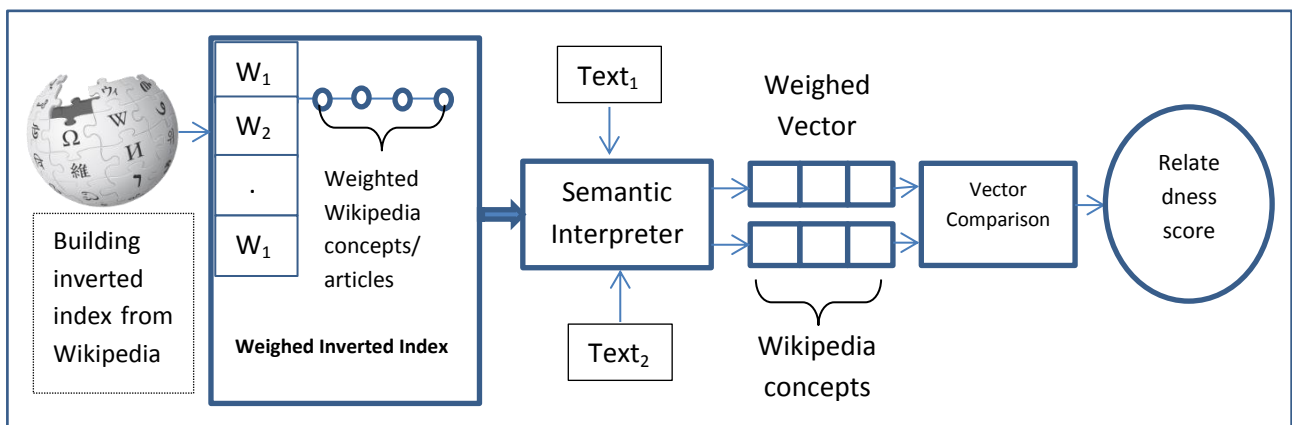 Building
inverted
index from
Wikipedia
W1
W2
.
W1
Weighted
Wikipedia
concepts/
articles
Weighed Inverted Index
Text1
Semantic
Interpreter
Text2
Weighed
Vector
Wikipedia
concepts
Vector
Comparison
Relate
dness
score
Ω
W
И
維